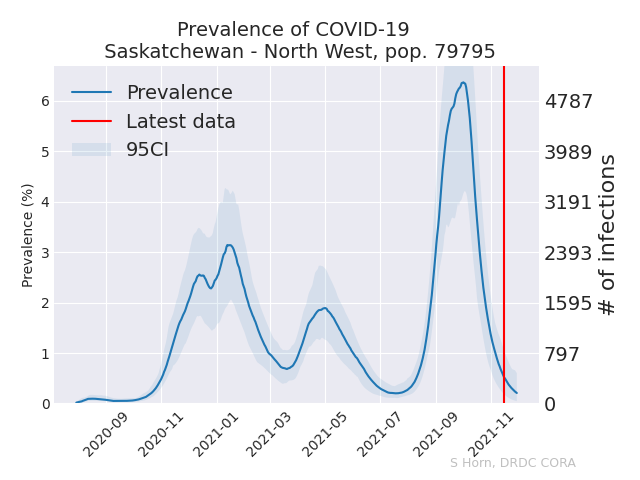 Prevalence of COVID-19
Saskatchewan - North West, pop. 79795
Prevalence
Latest data
95CI
Prevalence (%)
6
5
4
3
2
1
0
4787
3989
3191
2393
1595
797
0
# of infections
2020-09
2020-11
2021-01
2021-03
2021-05
2021-07
2021-09
2021-11
S Horn, DRDC CORA